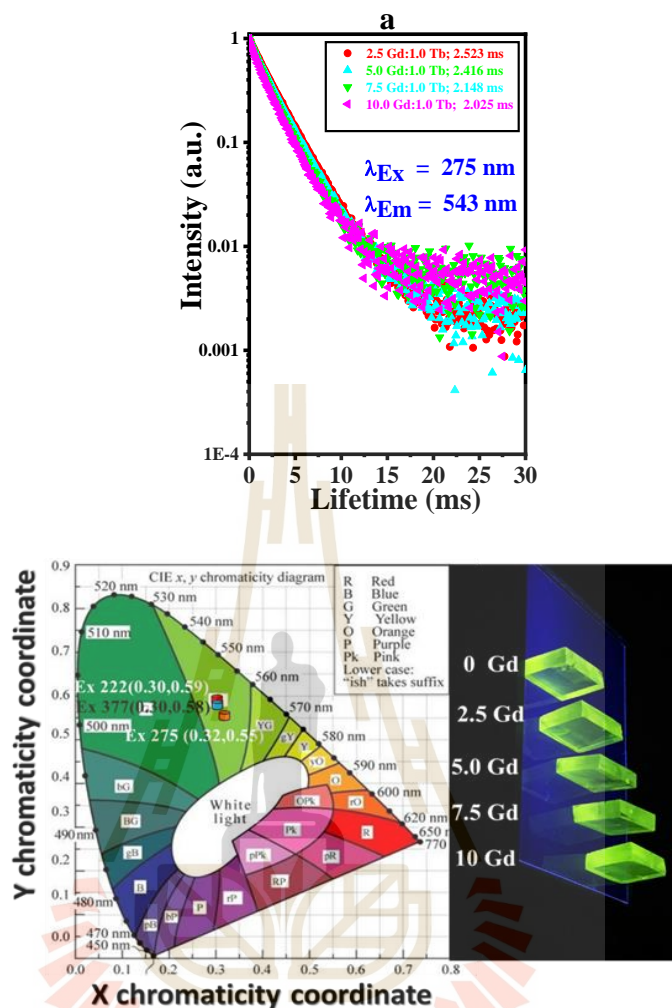 a
1
0.1
0.01
0.001
1E-4
Intensity (a.u.)
2.5 Gd:1.0 Tb; 2.523 ms
5.0 Gd:1.0 Tb; 2.416 ms
7.5 Gd:1.0 Tb; 2.148 ms
10.0 Gd:1.0 Tb; 2.025 ms
λEx = 275 nm
λEm = 543 nm
0 5 10 15 20 25 30
Lifetime (ms)
Y chromaticity coordinate
0.9
0.8
0.7
0.6
0.5
0.4
0.3
0.2
0.1
0.0
CIE x, y chromaticity diagram
520 nm
530 nm
510 nm
540 nm
550 nm
560 nm
500 nm
570 nm
580 nm
590 nm
600 nm
620 nm
650 n
770
490 nm
480 nm
470 nm
450 nm
R Red
B Blue
G Green
Y Yellow
O Orange
P Purple
Pk Pink
Lower case:
"ish" takes suffix
Ex 222(0.30,0.59)
Ex 377(0.30,0.58)
Ex 275 (0.32,0.55)
YG
gY
Y
yO
O
OPk
rO
bG
BG
gB
B
pB
bP
P
rP
RP
pPk
Pk
pR
R
White
light
0.0 0.1 0.2 0.3 0.4 0.5 0.6 0.7 0.8
X chromaticity coordinate
0 Gd
2.5 Gd
5.0 Gd
7.5 Gd
10 Gd